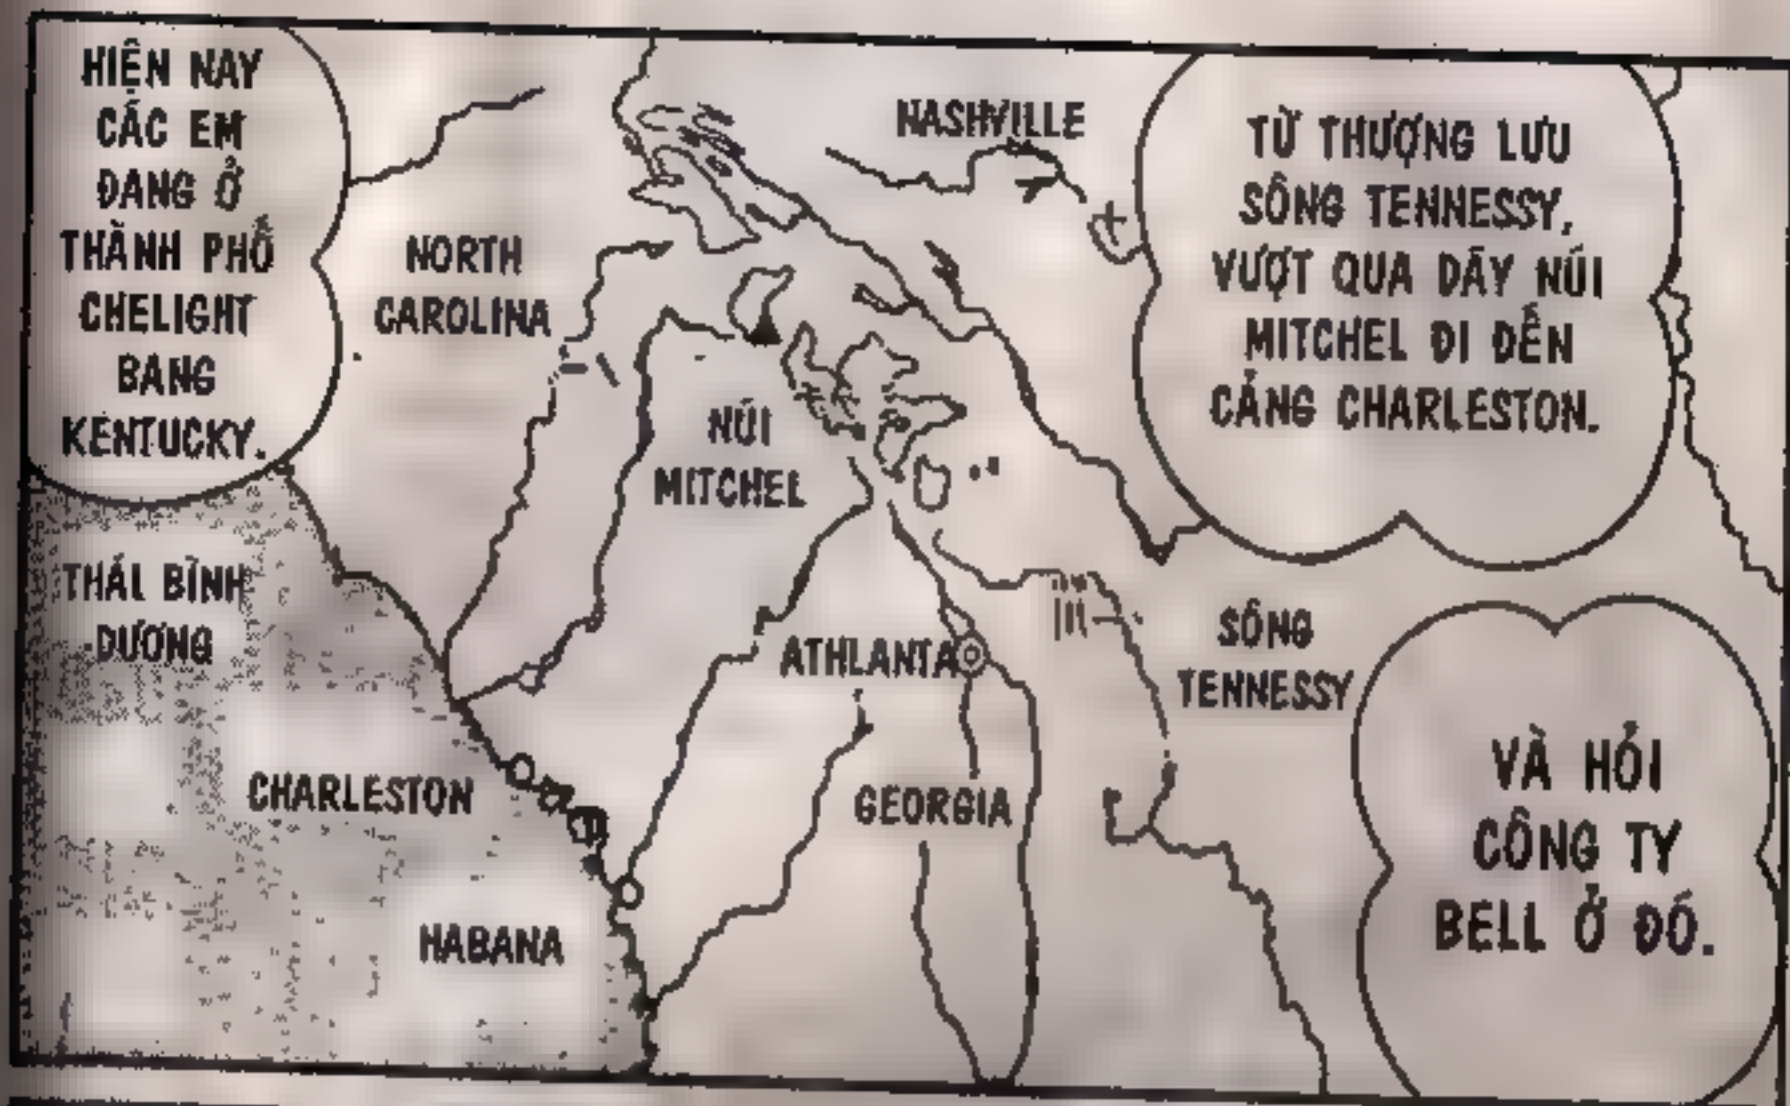 HIỆN NAY
CÁC EM
ĐANG Ở
THÀNH PHỐ
CHELIGHT
BANG
KENTUCKY.
NASHVILLE
TỪ THƯỢNG LƯU
SÔNG TENNESSY,
VƯỢT QUA DÃY NÚI
MITCHEL ĐI ĐẾN
CẢNG CHARLESTON.
NORTH
CAROLINA
NÚI
MITCHEL
THÁI BÌNH
DƯƠNG
ATHLANTA
SÔNG
TENNESSY
CHARLESTON
GEORGIA
HABANA
VÀ HỎI
CÔNG TY
BELL Ở ĐÓ.